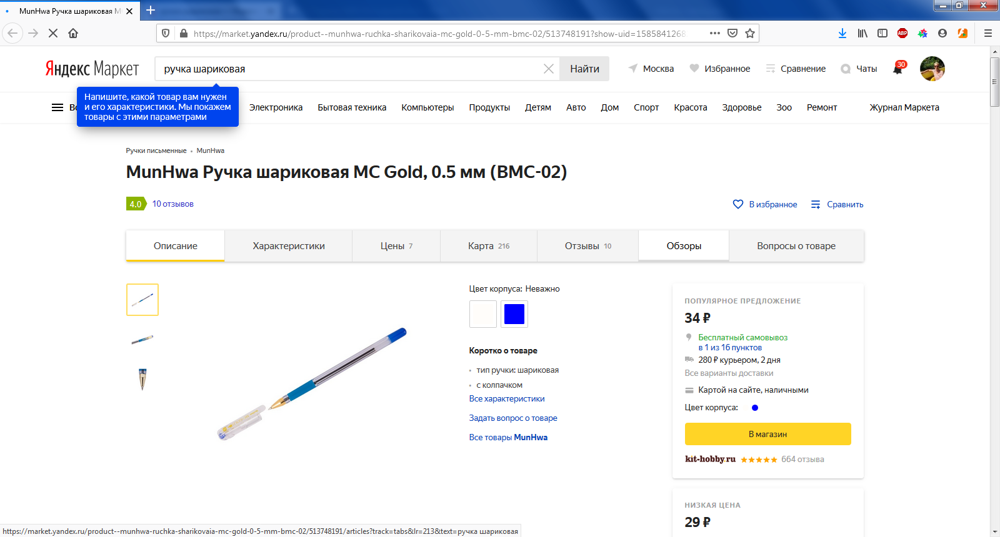 MunHwa Ручка шариковая М
https://market.yandex.ru/product--munhwa-ruchka-sharikovaia-mc-gold-0-5-mm-bmc-02/513748191?show-uid=1585841268
ABP
Яндекс Маркет
ручка шариковая
Найти
Москва
Избранное
Сравнение
Чаты
30
Напишите, какой товар вам нужен
и его характеристики. Мы покажем
товары с этими параметрами
Электроника
Бытовая техника
Компьютеры
Продукты
Детям
Авто
Дом
Спорт
Красота
Здоровье
Зоо
Ремонт
Журнал Маркета
Ручки письменные • MunHwa
MunHwa Ручка шариковая MC Gold, 0.5 мм (BMC-02)
4.0 10 отзывов
В избранное
Сравнить
Описание
Характеристики
Цены 7
Карта 216
Отзывы 10
Обзоры
Вопросы о товаре
Цвет корпуса: Неважно
Коротко о товаре
• тип ручки: шариковая
• с колпачком
Все характеристики
Задать вопрос о товаре
Все товары MunHwa
ПОПУЛЯРНОЕ ПРЕДЛОЖЕНИЕ
34 ₽
Бесплатный самовывоз
в 1 из 16 пунктов
280 ₽ курьером, 2 дня
Все варианты доставки
Картой на сайте, наличными
Цвет корпуса:
В магазин
kit-hobby.ru 664 отзыва
НИЗКАЯ ЦЕНА
29 ₽
https://market.yandex.ru/product--munhwa-ruchka-sharikovaia-mc-gold-0-5-mm-bmc-02/513748191/articles?track=tabs&lr=213&text=ручка шариковая